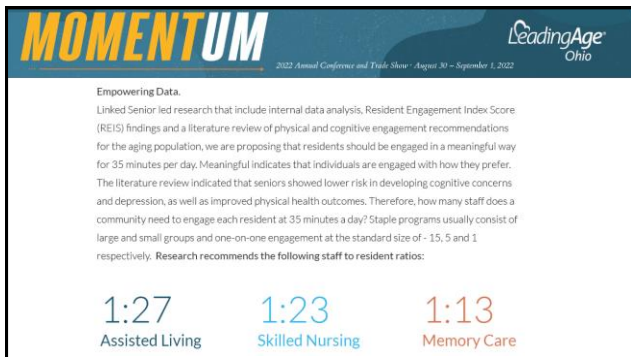 MOMENTUM
2022 Annual Conference and Trade Show - August 30 – September 1, 2022
LeadingAge®
Ohio
Empowering Data.
Linked Senior led research that include internal data analysis, Resident Engagement Index Score
(REIS) findings and a literature review of physical and cognitive engagement recommendations
for the aging population, we are proposing that residents should be engaged in a meaningful way
for 35 minutes per day. Meaningful indicates that individuals are engaged with how they prefer.
The literature review indicated that seniors showed lower risk in developing cognitive concerns
and depression, as well as improved physical health outcomes. Therefore, how many staff does a
community need to engage each resident at 35 minutes a day? Staple programs usually consist of
large and small groups and one-on-one engagement at the standard size of - 15, 5 and 1
respectively. Research recommends the following staff to resident ratios:
1:27 1:23 1:13
Assisted Living Skilled Nursing Memory Care